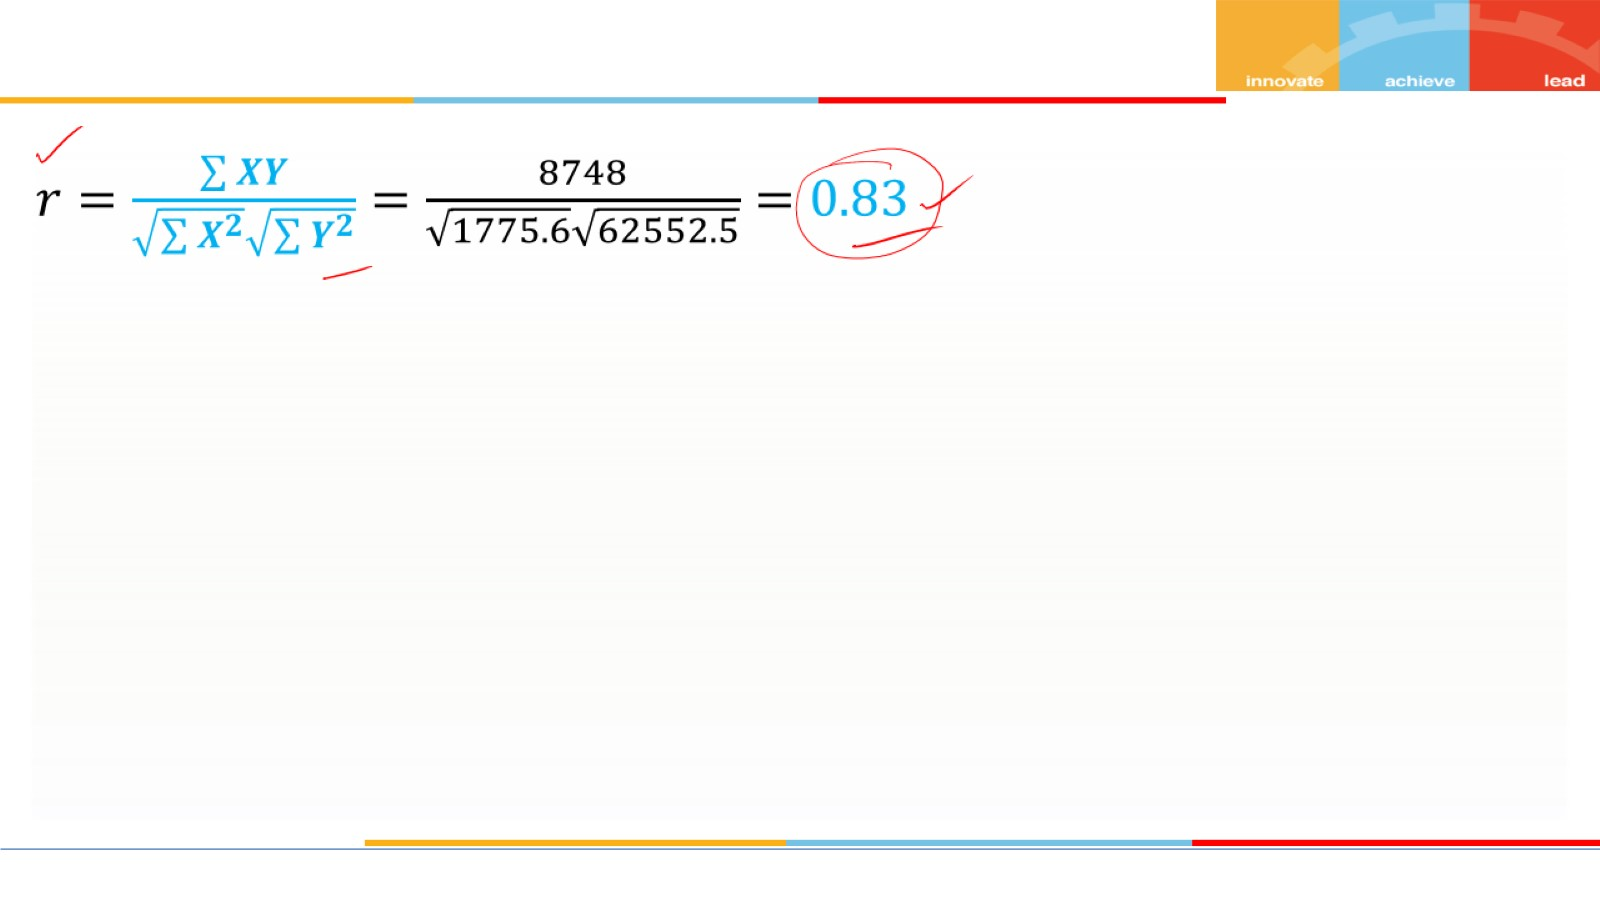 innovate achieve lead
r = ∑ XY / √∑ X² √∑ Y² = 8748 / √1775.6 √62552.5 = 0.83